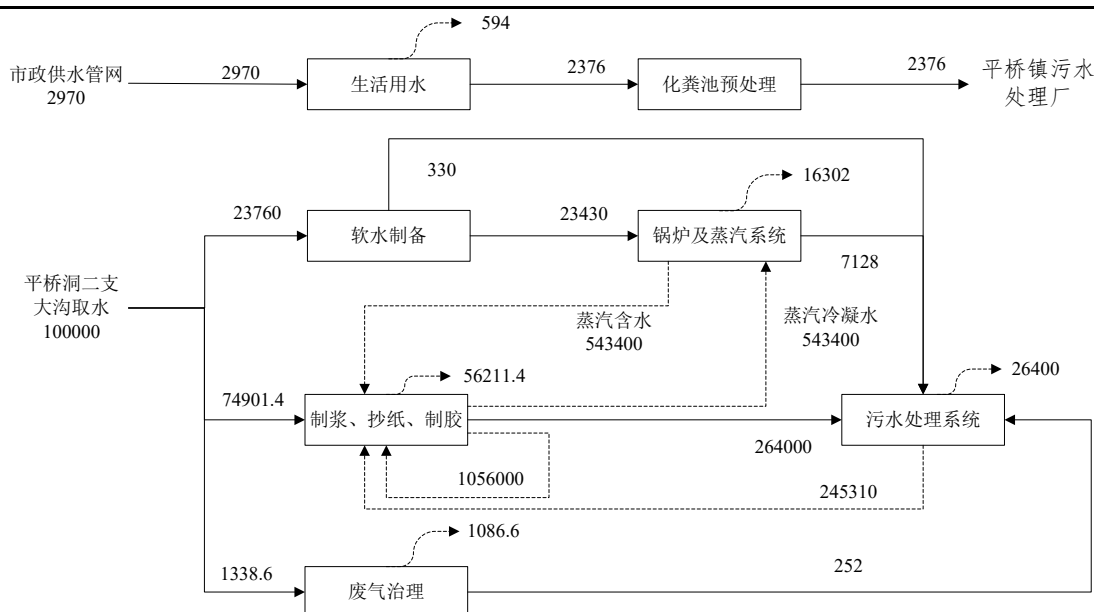 594
市政供水管网
2970
2970
生活用水
2376
化粪池预处理
2376
平桥镇污水
处理厂
330
16302
23760
软水制备
23430
锅炉及蒸汽系统
7128
平桥洞二支
大沟取水
100000
蒸汽含水
543400
蒸汽冷凝水
543400
56211.4
26400
74901.4
制浆、抄纸、制胶
264000
污水处理系统
1056000
245310
1086.6
1338.6
废气治理
252